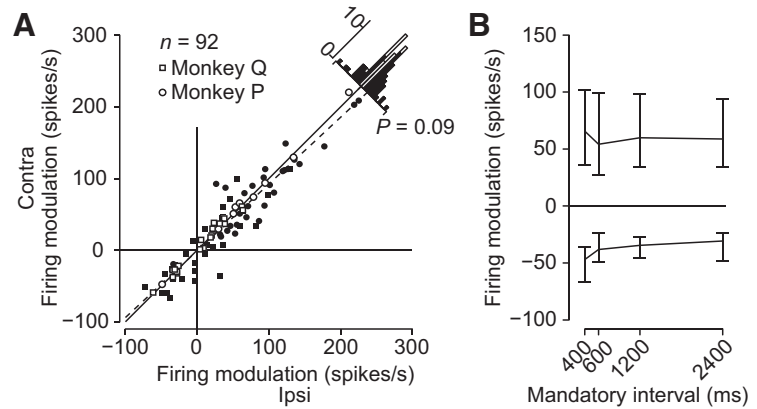 A
300
200
100
0
−100
Contra
Firing modulation (spikes/s)
n = 92
Monkey Q
Monkey P
0
10
P = 0.09
−100
0
100
200
300
Firing modulation (spikes/s)
Ipsi
B
150
100
50
0
−50
−100
Firing modulation (spikes/s)
400
600
1200
2400
Mandatory interval (ms)